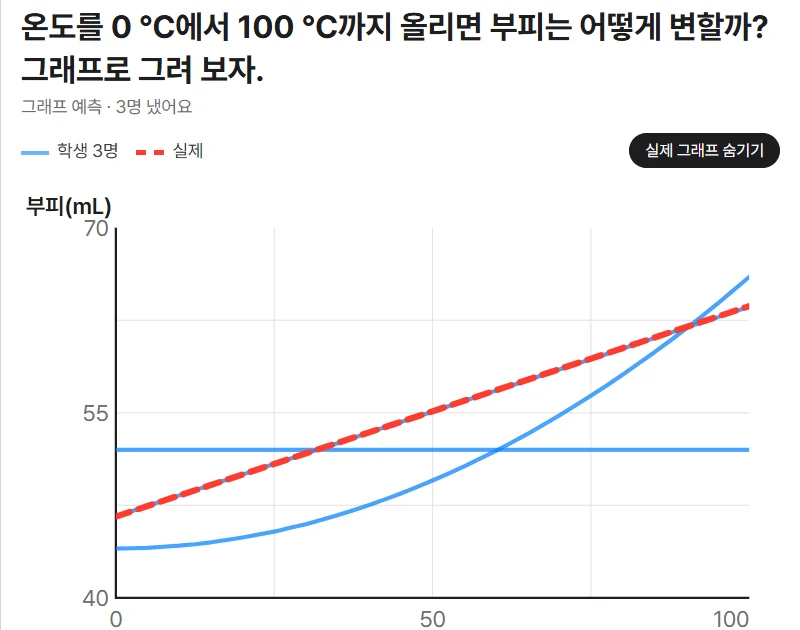 온도를 0 °C에서 100 °C까지 올리면 부피는 어떻게 변할까?
그래프로 그려 보자.
그래프 예측 · 3명 냈어요
학생 3명 실제
실제 그래프 숨기기
부피(mL)
70
55
40
0 50 100